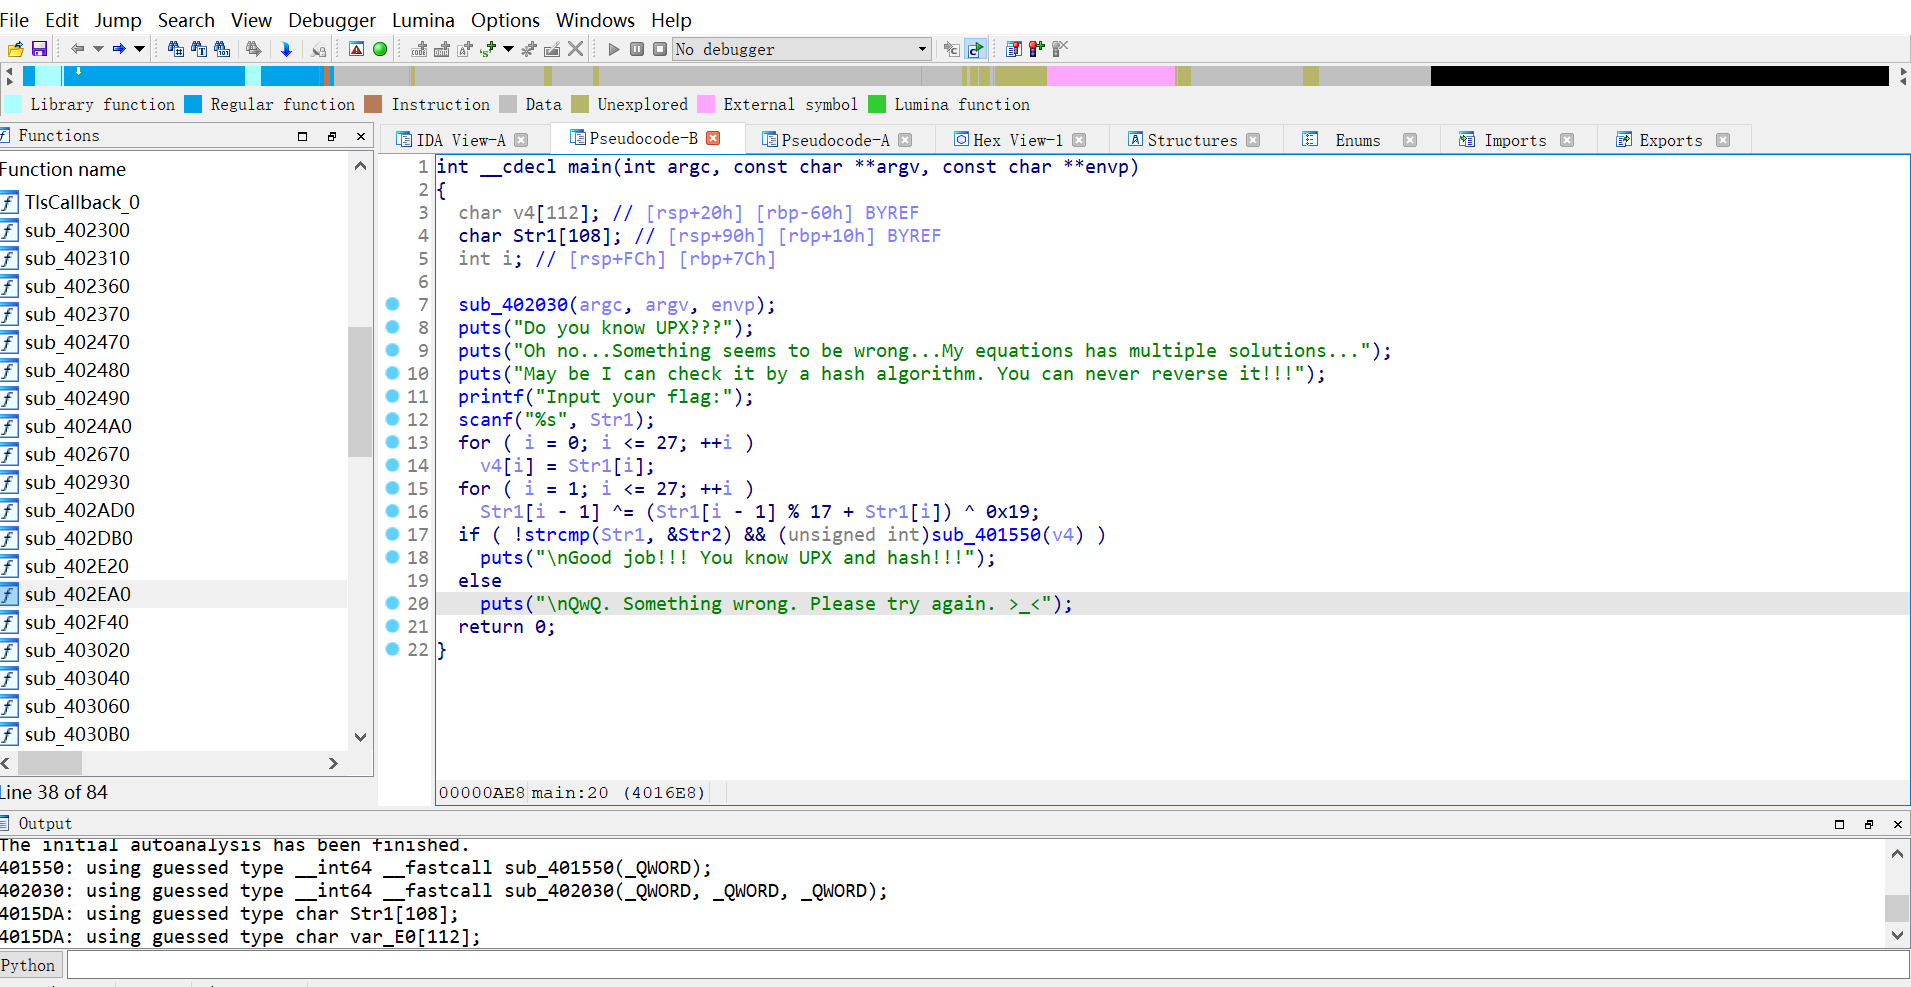 File Edit Jump Search View Debugger Lumina Options Windows Help
No debugger
Library function Regular function Instruction Data Unexplored External symbol Lumina function
Functions
IDA View-A Pseudocode-B Pseudocode-A Hex View-1 Structures Enums Imports Exports
Function name
TlsCallback_0
sub_402300
sub_402310
sub_402360
sub_402370
sub_402470
sub_402480
sub_402490
sub_4024A0
sub_402670
sub_402930
sub_402AD0
sub_402DB0
sub_402E20
sub_402EA0
sub_402F40
sub_403020
sub_403040
sub_403060
sub_4030B0
Line 38 of 84
1 int __cdecl main(int argc, const char **argv, const char **envp)
2 {
3 char v4[112]; // [rsp+20h] [rbp-60h] BYREF
4 char Str1[108]; // [rsp+90h] [rbp+10h] BYREF
5 int i; // [rsp+FCh] [rbp+7Ch]
6
7 sub_402030(argc, argv, envp);
8 puts("Do you know UPX???");
9 puts("Oh no...Something seems to be wrong...My equations has multiple solutions...");
10 puts("May be I can check it by a hash algorithm. You can never reverse it!!!");
11 printf("Input your flag:");
12 scanf("%s", Str1);
13 for ( i = 0; i <= 27; ++i )
14 v4[i] = Str1[i];
15 for ( i = 1; i <= 27; ++i )
16 Str1[i - 1] ^= (Str1[i - 1] % 17 + Str1[i]) ^ 0x19;
17 if ( !strcmp(Str1, &Str2) && (unsigned int)sub_401550(v4) )
18 puts("\nGood job!!! You know UPX and hash!!!");
19 else
20 puts("\nQwQ. Something wrong. Please try again. >_<");
21 return 0;
22 }
00000AE8 main:20 (4016E8)
Output
The initial autoanalysis has been finished.
401550: using guessed type __int64 __fastcall sub_401550(_QWORD);
402030: using guessed type __int64 __fastcall sub_402030(_QWORD, _QWORD, _QWORD);
4015DA: using guessed type char Str1[108];
4015DA: using guessed type char var_E0[112];
Python